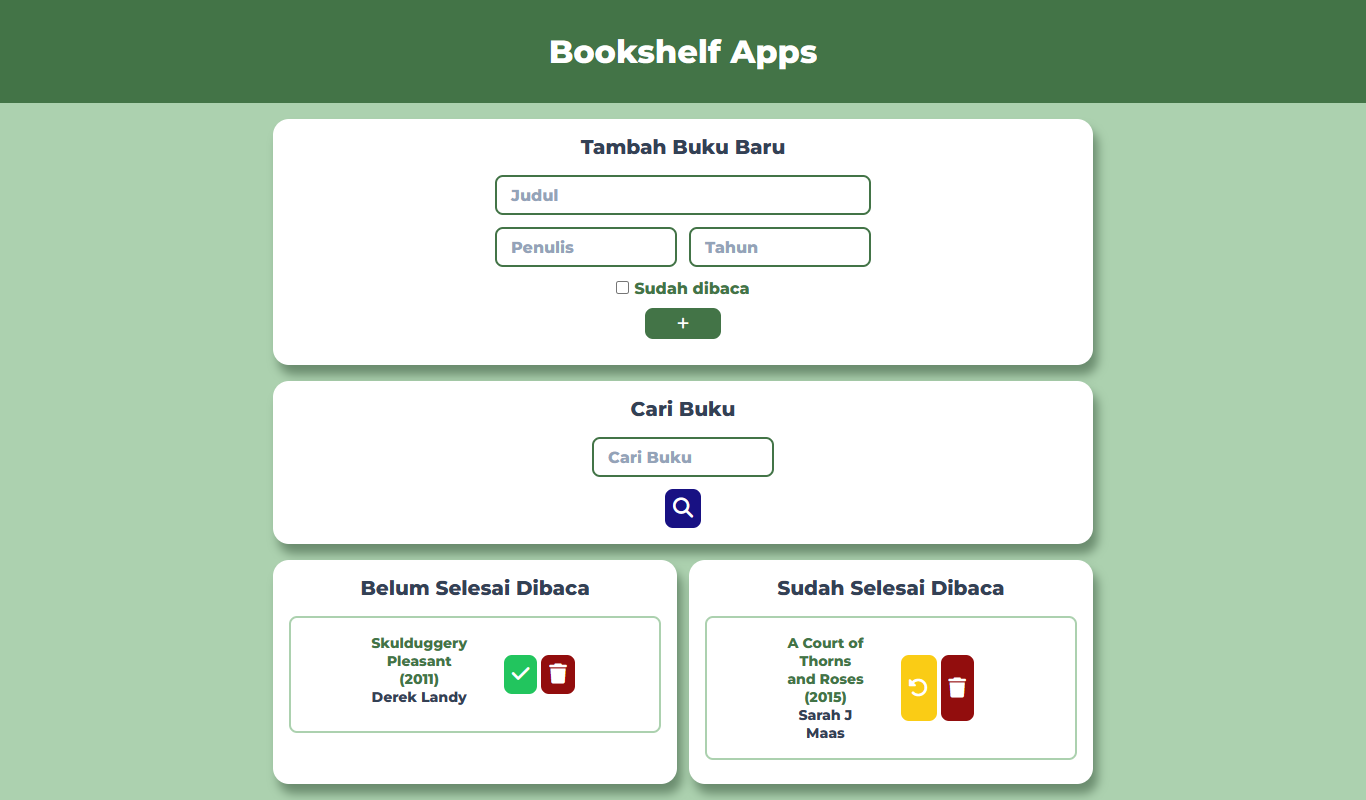 Bookshelf Apps
Tambah Buku Baru
Judul
Penulis
Tahun
Sudah dibaca
+
Cari Buku
Cari Buku
Belum Selesai Dibaca
Skulduggery
Pleasant
(2011)
Derek Landy
Sudah Selesai Dibaca
A Court of
Thorns
and Roses
(2015)
Sarah J
Maas